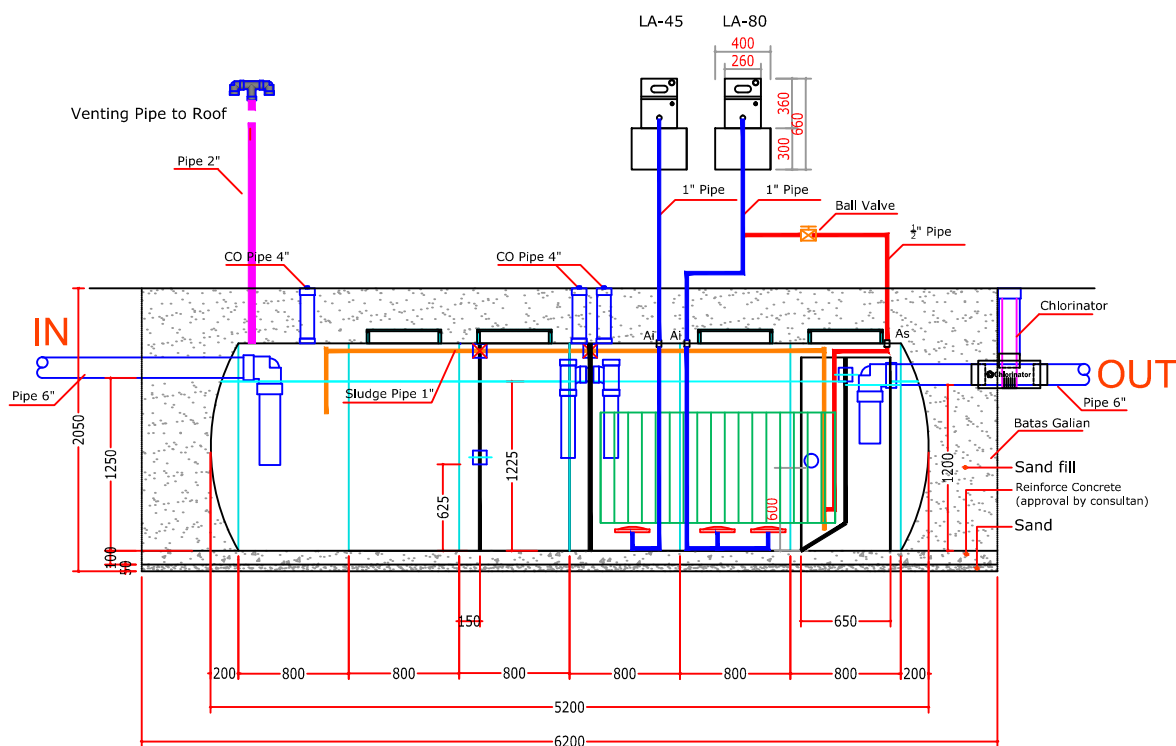 LA-45
LA-80
400
260
360
660
300
Venting Pipe to Roof
Pipe 2"
1" Pipe
1" Pipe
Ball Valve
½" Pipe
CO Pipe 4"
CO Pipe 4"
Chlorinator
IN
Ai
Ai
As
Chlorinator
OUT
Pipe 6"
Sludge Pipe 1"
Pipe 6"
Batas Galian
2050
1250
625
1225
600
1200
Sand fill
Reinforce Concrete
(approval by consultan)
Sand
100
50
150
650
200
800
800
800
800
800
800
200
5200
6200